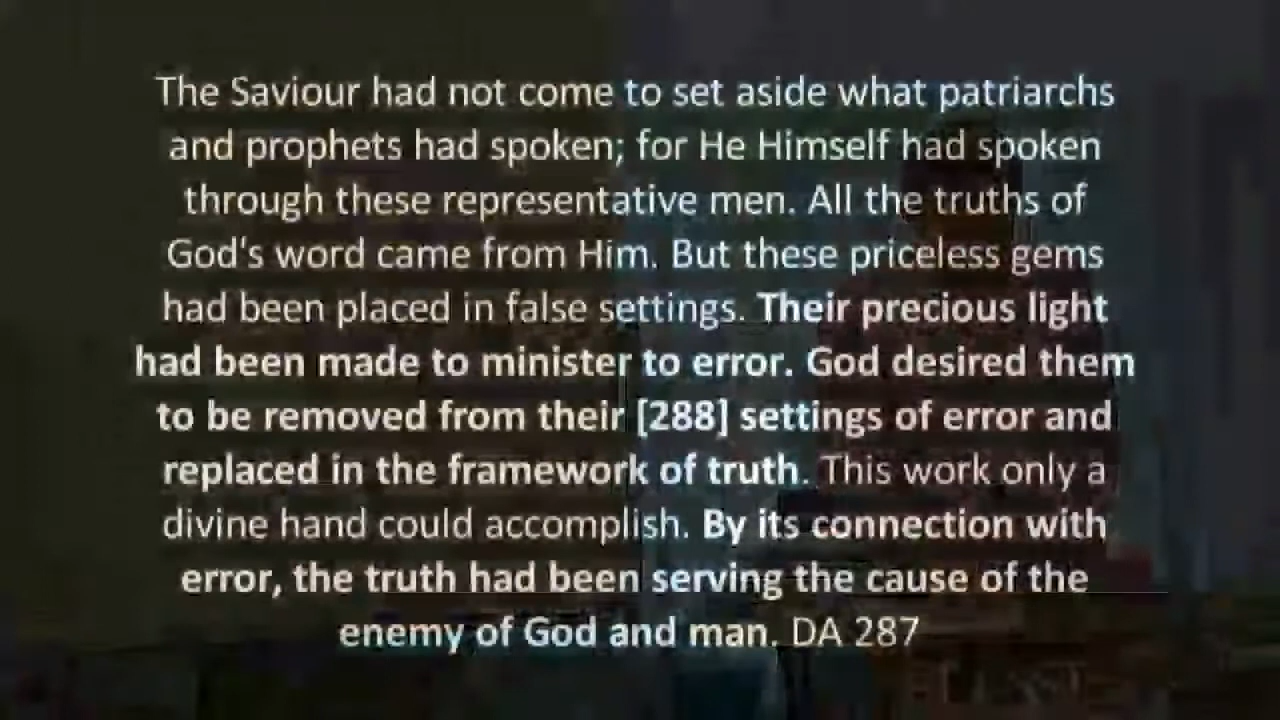 The Saviour had not come to set aside what patriarchs
and prophets had spoken; for He Himself had spoken
through these representative men. All the truths of
God's word came from Him. But these priceless gems
had been placed in false settings. Their precious light
had been made to minister to error. God desired them
to be removed from their [288] settings of error and
replaced in the framework of truth. This work only a
divine hand could accomplish. By its connection with
error, the truth had been serving the cause of the
enemy of God and man. DA 287